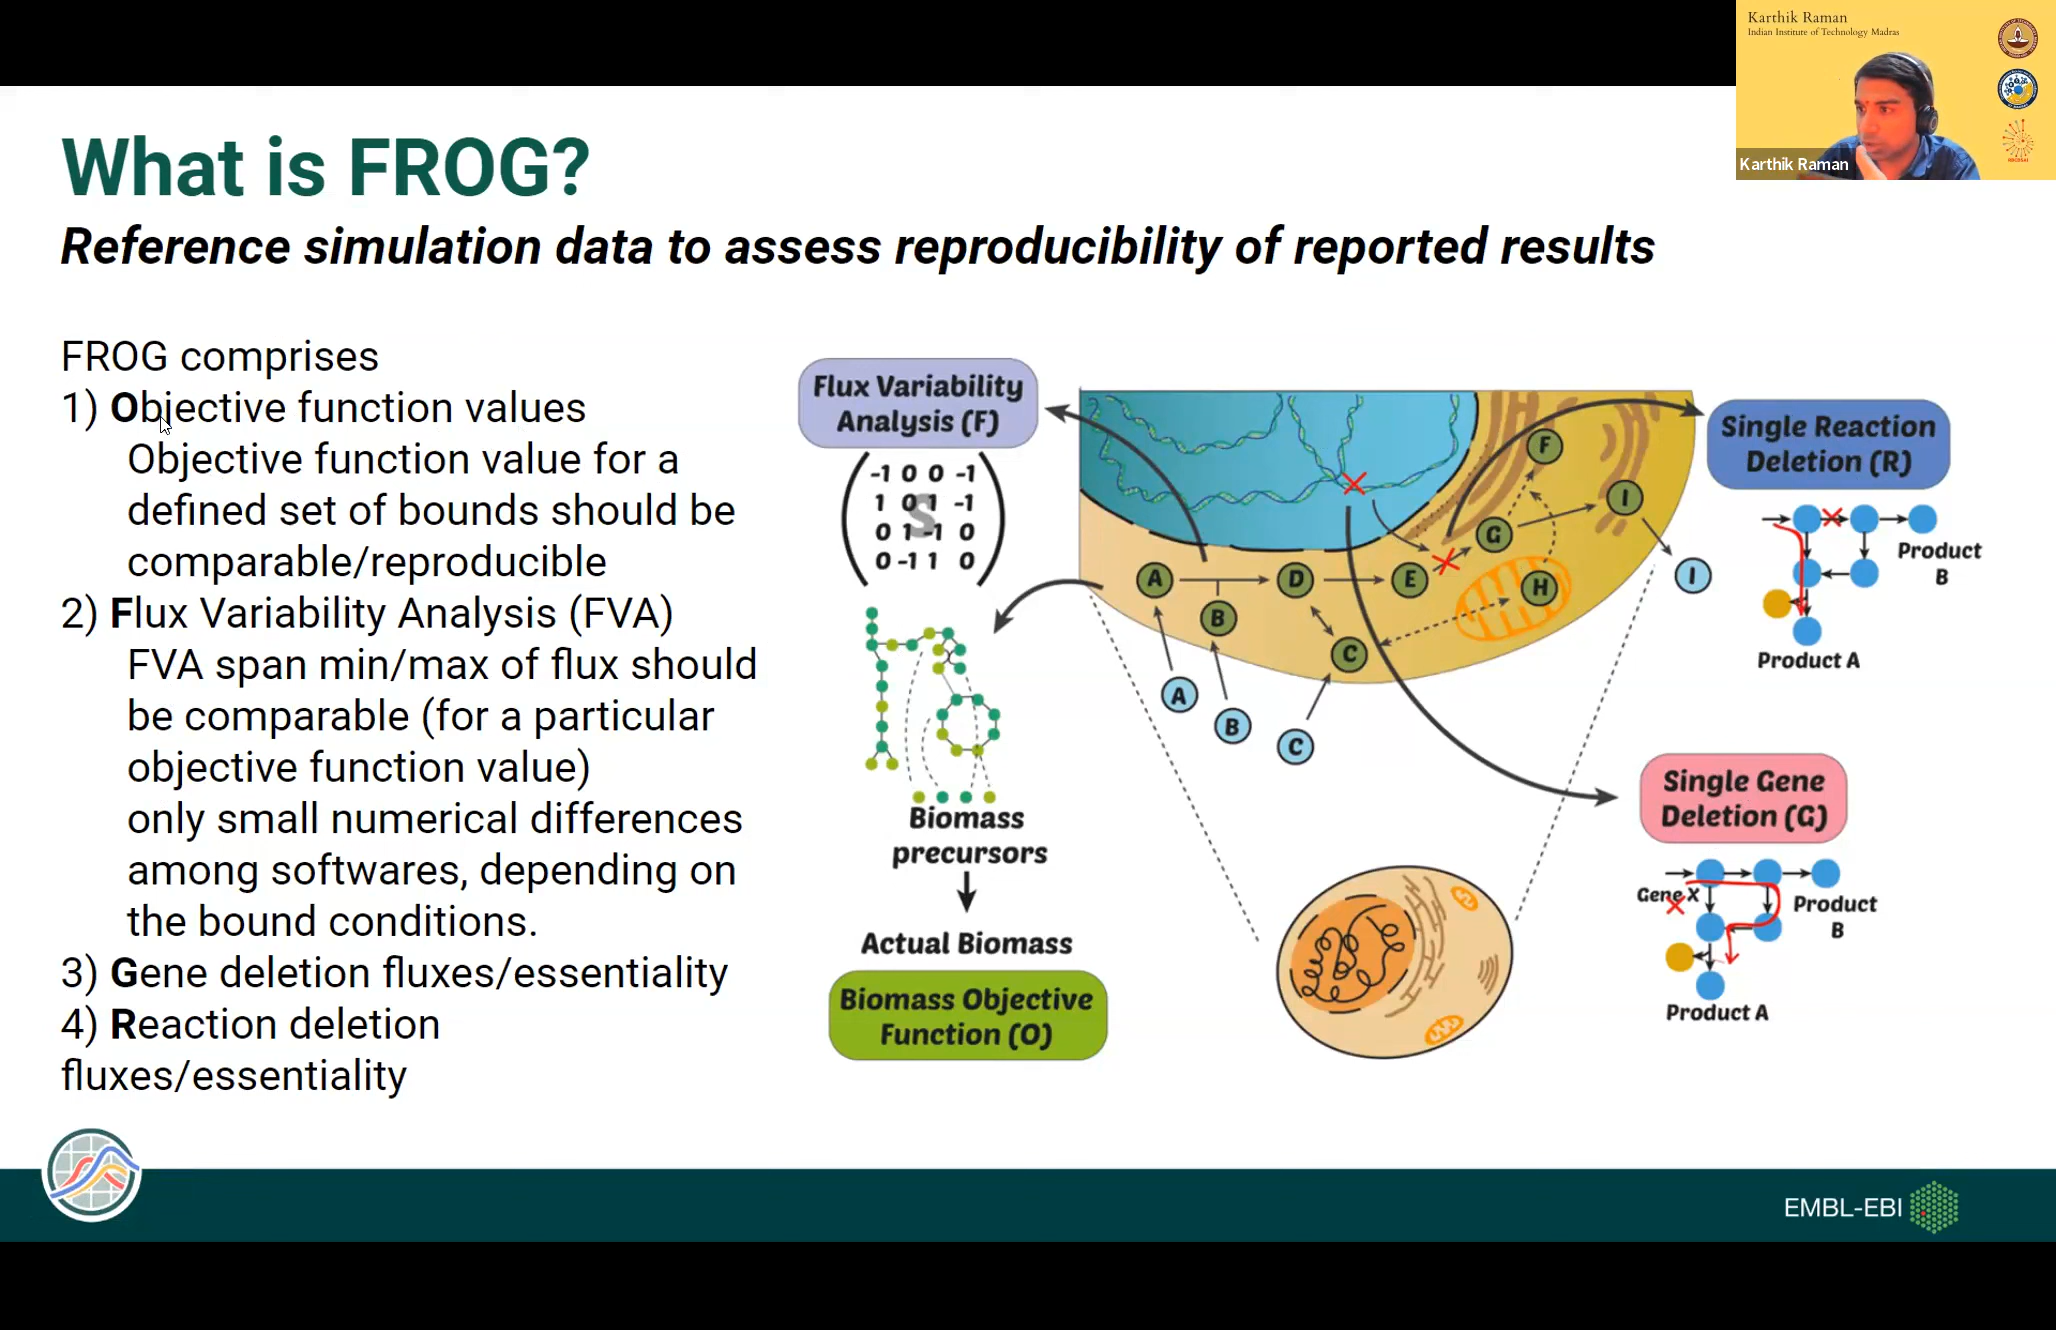 Karthik Raman
Indian Institute of Technology Madras
Karthik Raman
What is FROG?
Reference simulation data to assess reproducibility of reported results
FROG comprises
1) Objective function values
Objective function value for a
defined set of bounds should be
comparable/reproducible
2) Flux Variability Analysis (FVA)
FVA span min/max of flux should
be comparable (for a particular
objective function value)
only small numerical differences
among softwares, depending on
the bound conditions.
3) Gene deletion fluxes/essentiality
4) Reaction deletion
fluxes/essentiality
Flux Variability
Analysis (F)
-1 0 0 -1
1 0 1 -1
0 1 -1 0
0 -1 1 0
S
Biomass
precursors
Actual Biomass
Biomass Objective
Function (O)
F
I
G
A
D
E
H
I
B
C
A
B
C
Single Reaction
Deletion (R)
Product
B
Product A
Single Gene
Deletion (G)
Gene X
Product
B
Product A
EMBL-EBI